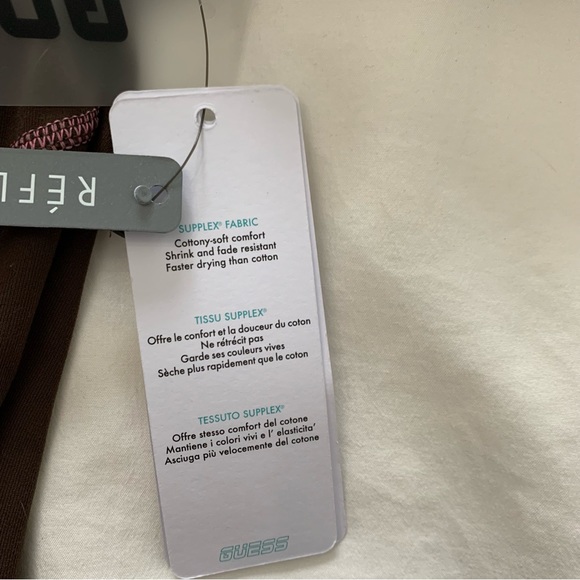 RÉFL
SUPPLEX® FABRIC
Cottony-soft comfort
Shrink and fade resistant
Faster drying than cotton
TISSU SUPPLEX®
Offre le confort et la douceur du coton
Ne rétrécit pas
Garde ses couleurs vives
Sèche plus rapidement que le coton
TESSUTO SUPPLEX®
Offre stesso comfort del cotone
Mantiene i colori vivi e l' elasticita'
Asciuga più velocemente del cotone
GUESS